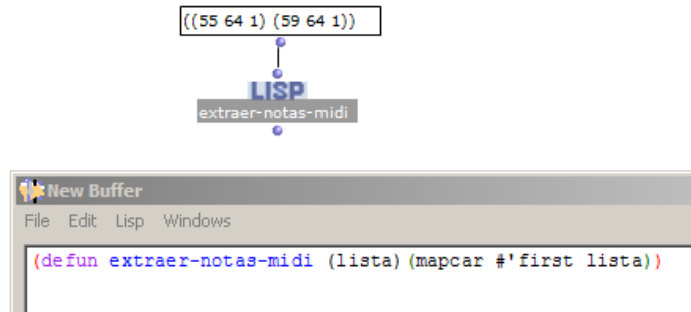 ((55 64 1) (59 64 1))
LISP
extraer-notas-midi
New Buffer
File Edit Lisp Windows
(defun extraer-notas-midi (lista)(mapcar #'first lista))